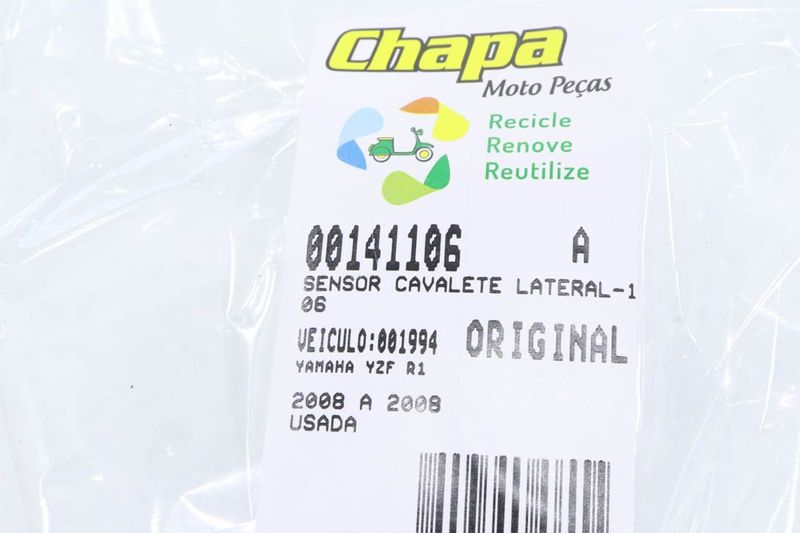 Chapa
Moto Peças
Recicle
Renove
Reutilize
00141106 A
SENSOR CAVALETE LATERAL-1
06
VEICULO:001994 ORIGINAL
YAMAHA YZF R1
2008 A 2008
USADA